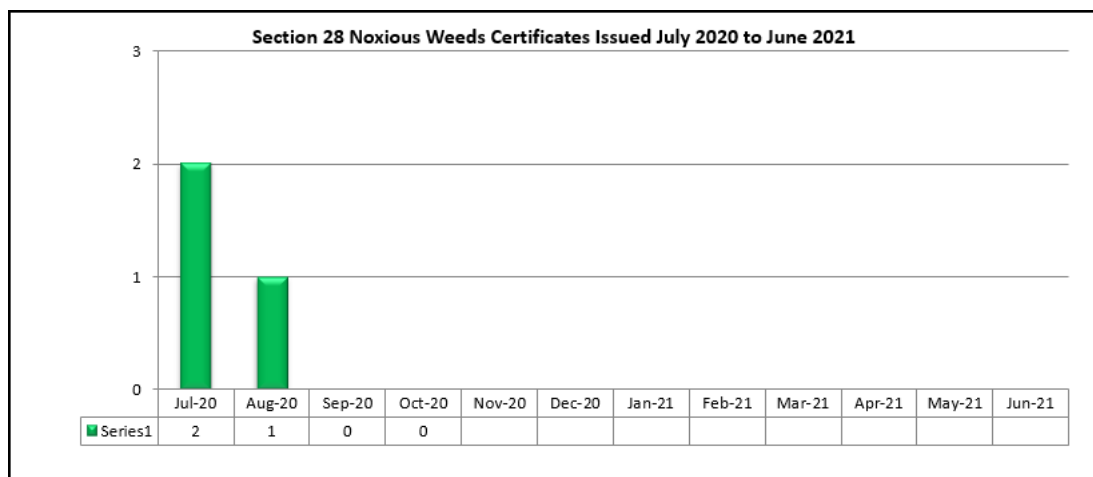 Section 28 Noxious Weeds Certificates Issued July 2020 to June 2021
3
2
1
0
Jul-20 Aug-20 Sep-20 Oct-20 Nov-20 Dec-20 Jan-21 Feb-21 Mar-21 Apr-21 May-21 Jun-21
Series1 2 1 0 0